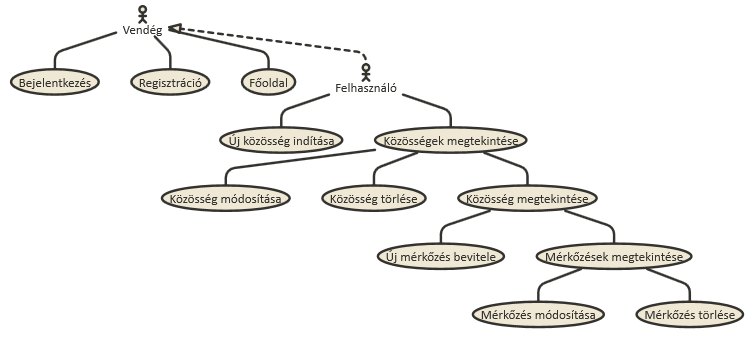 Vendég
Bejelentkezés
Regisztráció
Főoldal
Felhasználó
Új közösség indítása
Közösségek megtekintése
Közösség módosítása
Közösség törlése
Közösség megtekintése
Új mérkőzés bevitele
Mérkőzések megtekintése
Mérkőzés módosítása
Mérkőzés törlése